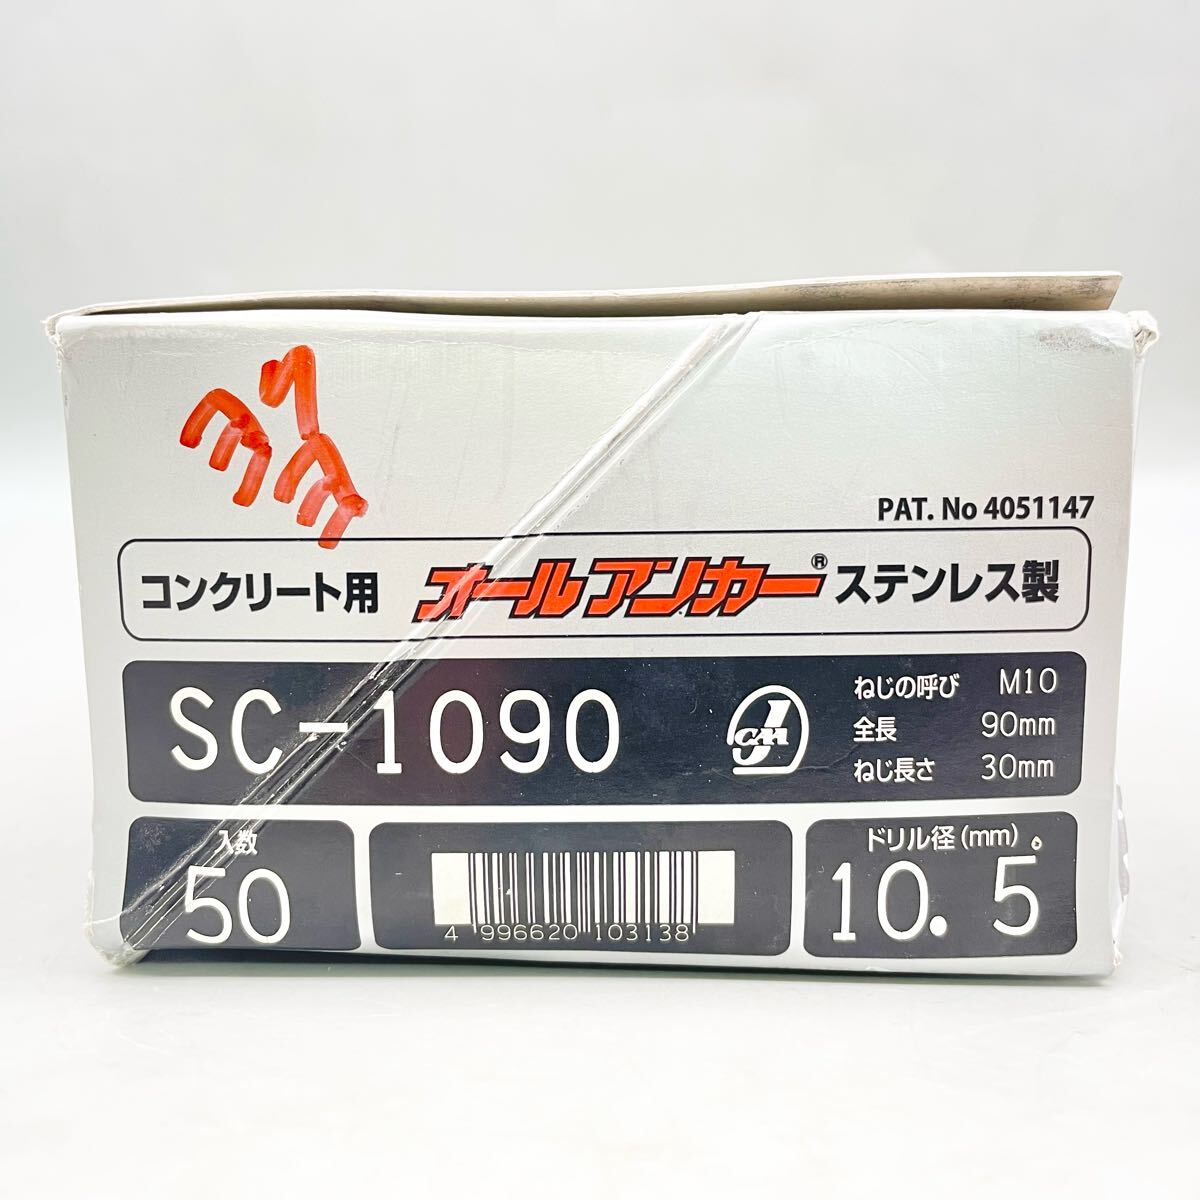 PAT. No 4051147
コンクリート用 オールアンカー® ステンレス製
SC-1090
ねじの呼び M10
全長 90mm
ねじ長さ 30mm
入数
50
4 996620 103138
ドリル径(mm)
10.5